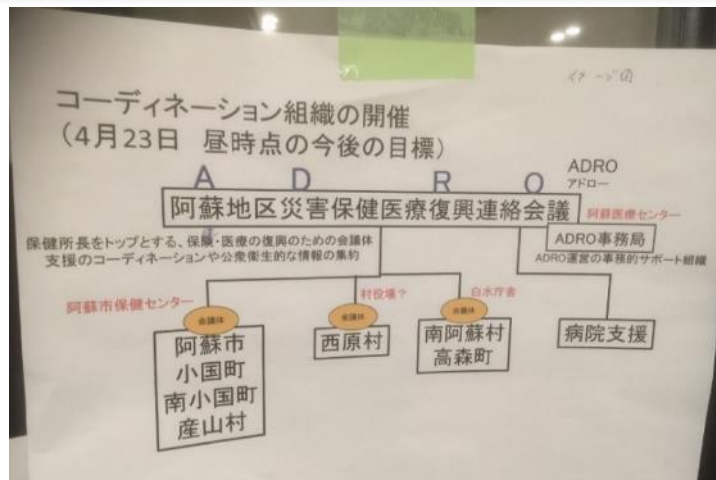 イメージ図
コーディネーション組織の開催
(4月23日 昼時点の今後の目標)
A D R O
ADRO
アドロー
阿蘇地区災害保健医療復興連絡会議
阿蘇医療センター
ADRO事務局
ADRO運営の事務的サポート組織
保健所長をトップとする、保険・医療の復興のための会議体
支援のコーディネーションや公衆衛生的な情報の集約
阿蘇市保健センター
村役場?
白水庁舎
会議体
会議体
会議体
阿蘇市
小国町
南小国町
産山村
西原村
南阿蘇村
高森町
病院支援